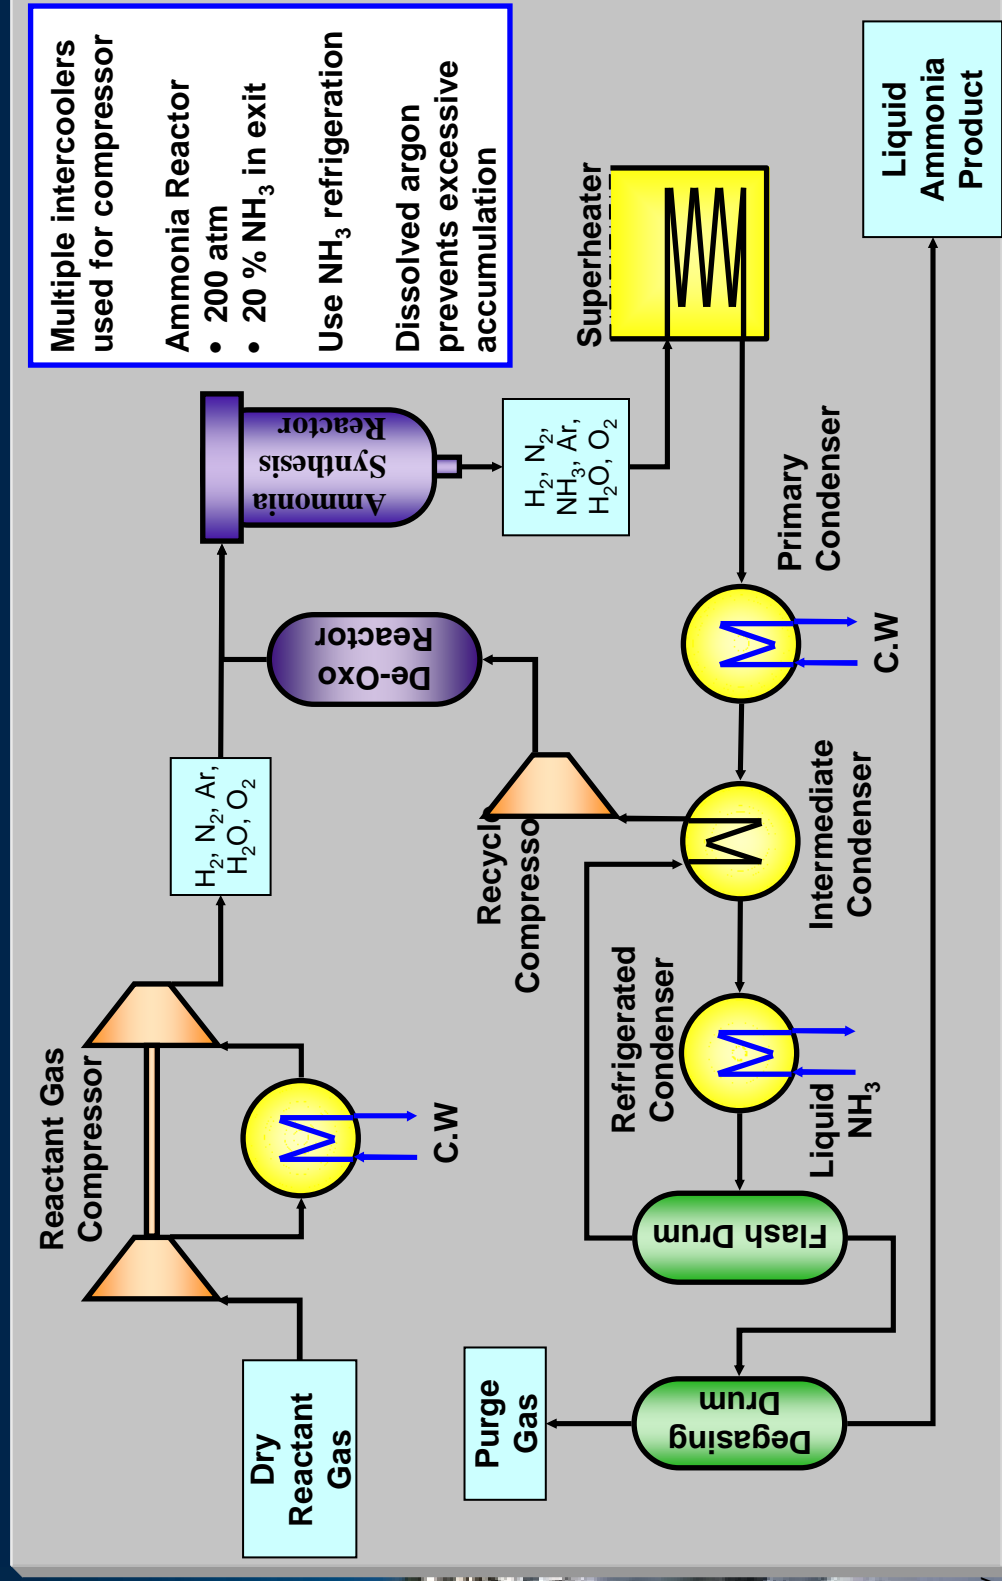 Reactant Gas
Compressor
Dry
Reactant
Gas
C.W
H₂, N₂, Ar,
H₂O, O₂
De-Oxo
Reactor
Ammonia
Synthesis
Reactor
Multiple intercoolers
used for compressor
Ammonia Reactor
• 200 atm
• 20 % NH₃ in exit
Use NH₃ refrigeration
Dissolved argon
prevents excessive
accumulation
H₂, N₂,
NH₃, Ar,
H₂O, O₂
Recycl
Compresso
Superheater
Purge
Gas
Degasing
Drum
Flash Drum
Refrigerated
Condenser
Liquid
NH₃
Intermediate
Condenser
Primary
Condenser
C.W
Liquid
Ammonia
Product